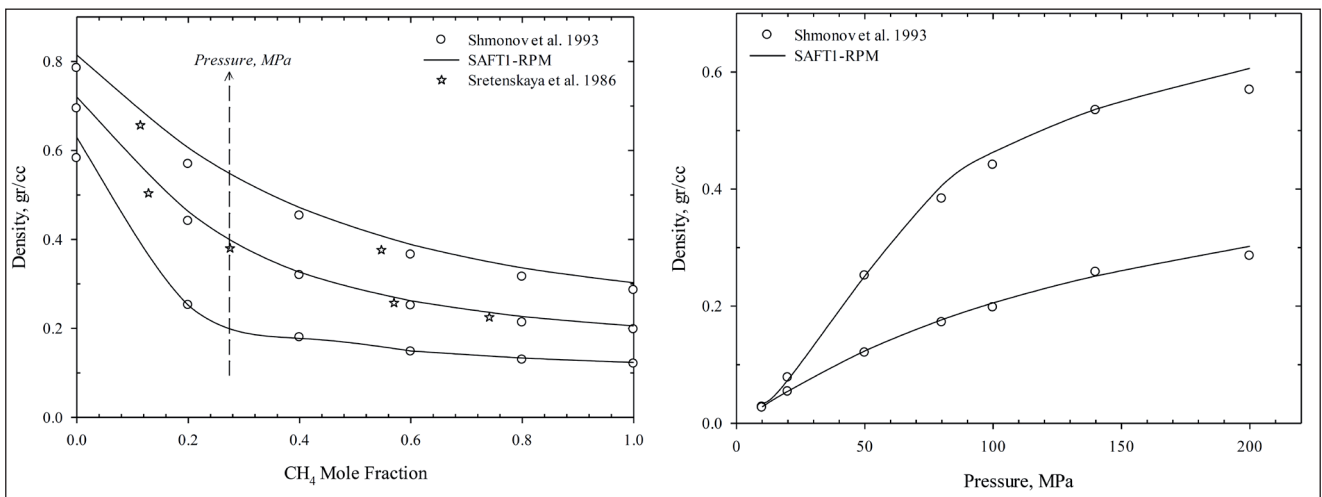 Shmonov et al. 1993
SAFT1-RPM
Sretenskaya et al. 1986
Pressure, MPa
Density, gr/cc
0.8
0.6
0.4
0.2
0.0
0.0 0.2 0.4 0.6 0.8 1.0
CH4 Mole Fraction
Shmonov et al. 1993
SAFT1-RPM
Density, gr/cc
0.6
0.4
0.2
0.0
0 50 100 150 200
Pressure, MPa